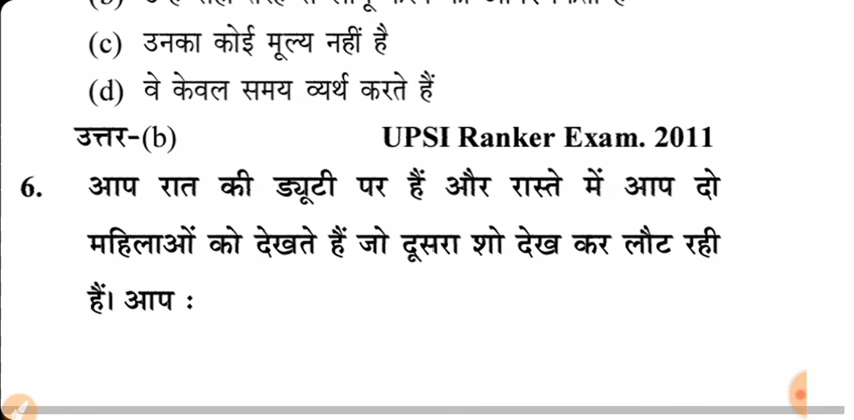 (c) उनका कोई मूल्य नहीं है
(d) वे केवल समय व्यर्थ करते हैं
उत्तर-(b) UPSI Ranker Exam. 2011
6. आप रात की ड्यूटी पर हैं और रास्ते में आप दो
महिलाओं को देखते हैं जो दूसरा शो देख कर लौट रही
हैं। आप :